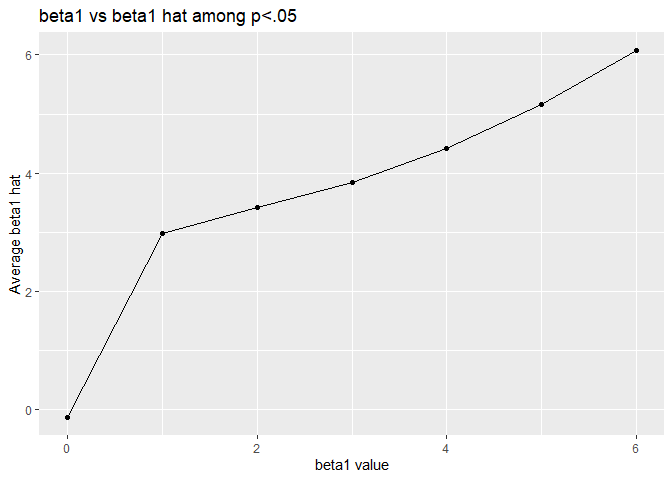 beta1 vs beta1 hat among p<.05
Average beta1 hat
6
4
2
0
0 2 4 6
beta1 value